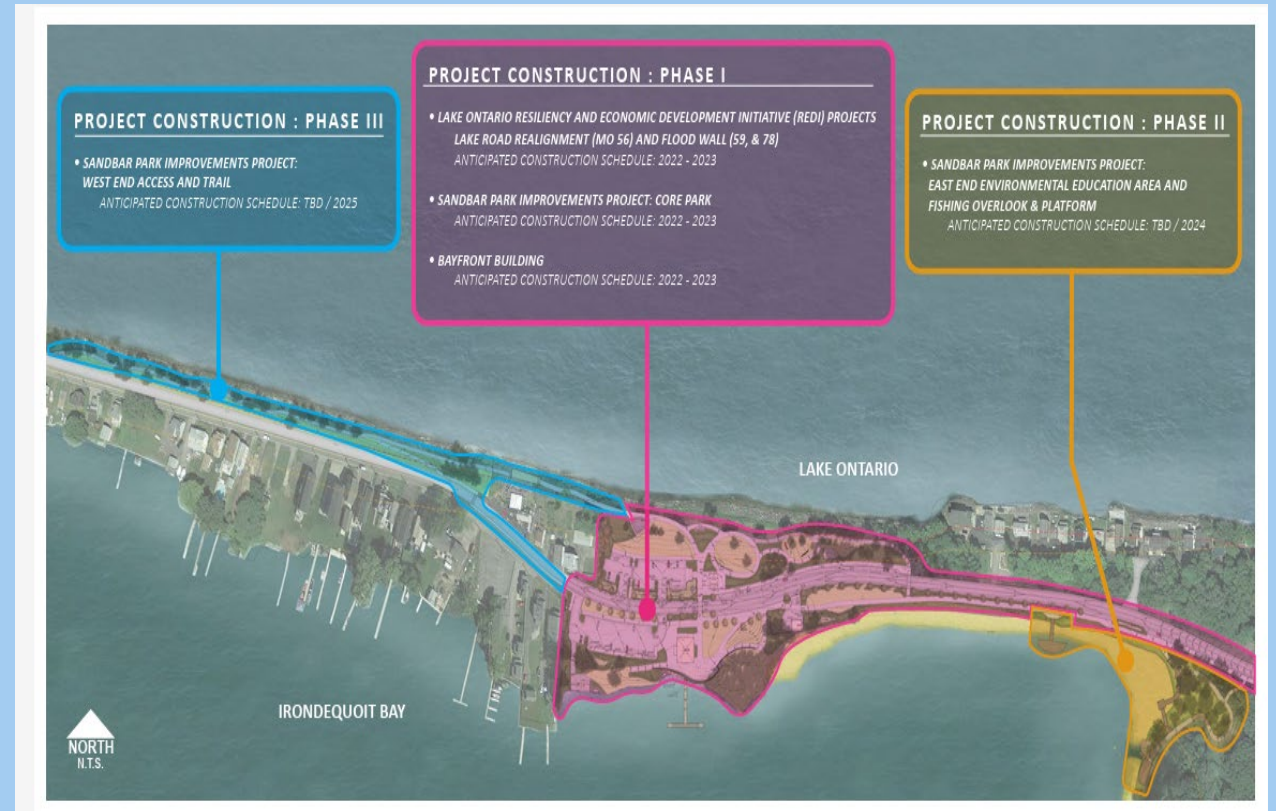 PROJECT CONSTRUCTION : PHASE III
• SANDBAR PARK IMPROVEMENTS PROJECT:
WEST END ACCESS AND TRAIL
ANTICIPATED CONSTRUCTION SCHEDULE: TBD / 2025
PROJECT CONSTRUCTION : PHASE I
• LAKE ONTARIO RESILIENCY AND ECONOMIC DEVELOPMENT INITIATIVE (REDI) PROJECTS
LAKE ROAD REALIGNMENT (MO 56) AND FLOOD WALL (59, & 78)
ANTICIPATED CONSTRUCTION SCHEDULE: 2022 - 2023
• SANDBAR PARK IMPROVEMENTS PROJECT: CORE PARK
ANTICIPATED CONSTRUCTION SCHEDULE: 2022 - 2023
• BAYFRONT BUILDING
ANTICIPATED CONSTRUCTION SCHEDULE: 2022 - 2023
PROJECT CONSTRUCTION : PHASE II
• SANDBAR PARK IMPROVEMENTS PROJECT:
EAST END ENVIRONMENTAL EDUCATION AREA AND
FISHING OVERLOOK & PLATFORM
ANTICIPATED CONSTRUCTION SCHEDULE: TBD / 2024
LAKE ONTARIO
IRONDEQUOIT BAY
NORTH
N.T.S.